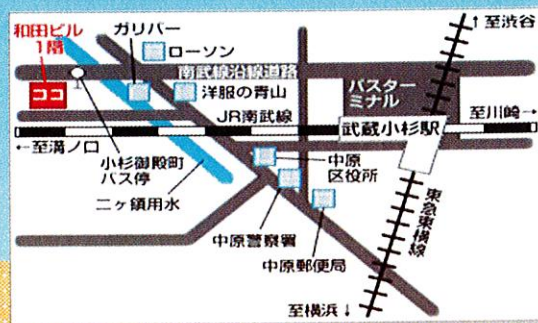 和田ビル
1階
ココ
ガリバー
ローソン
↑至渋谷
南武線沿線道路
洋服の青山
バスター
ミナル
JR南武線
至川崎→
武蔵小杉駅
←至溝ノ口
小杉御殿町
バス停
中原
区役所
二ヶ領用水
中原警察署
中原郵便局
東急東横線
至横浜↓